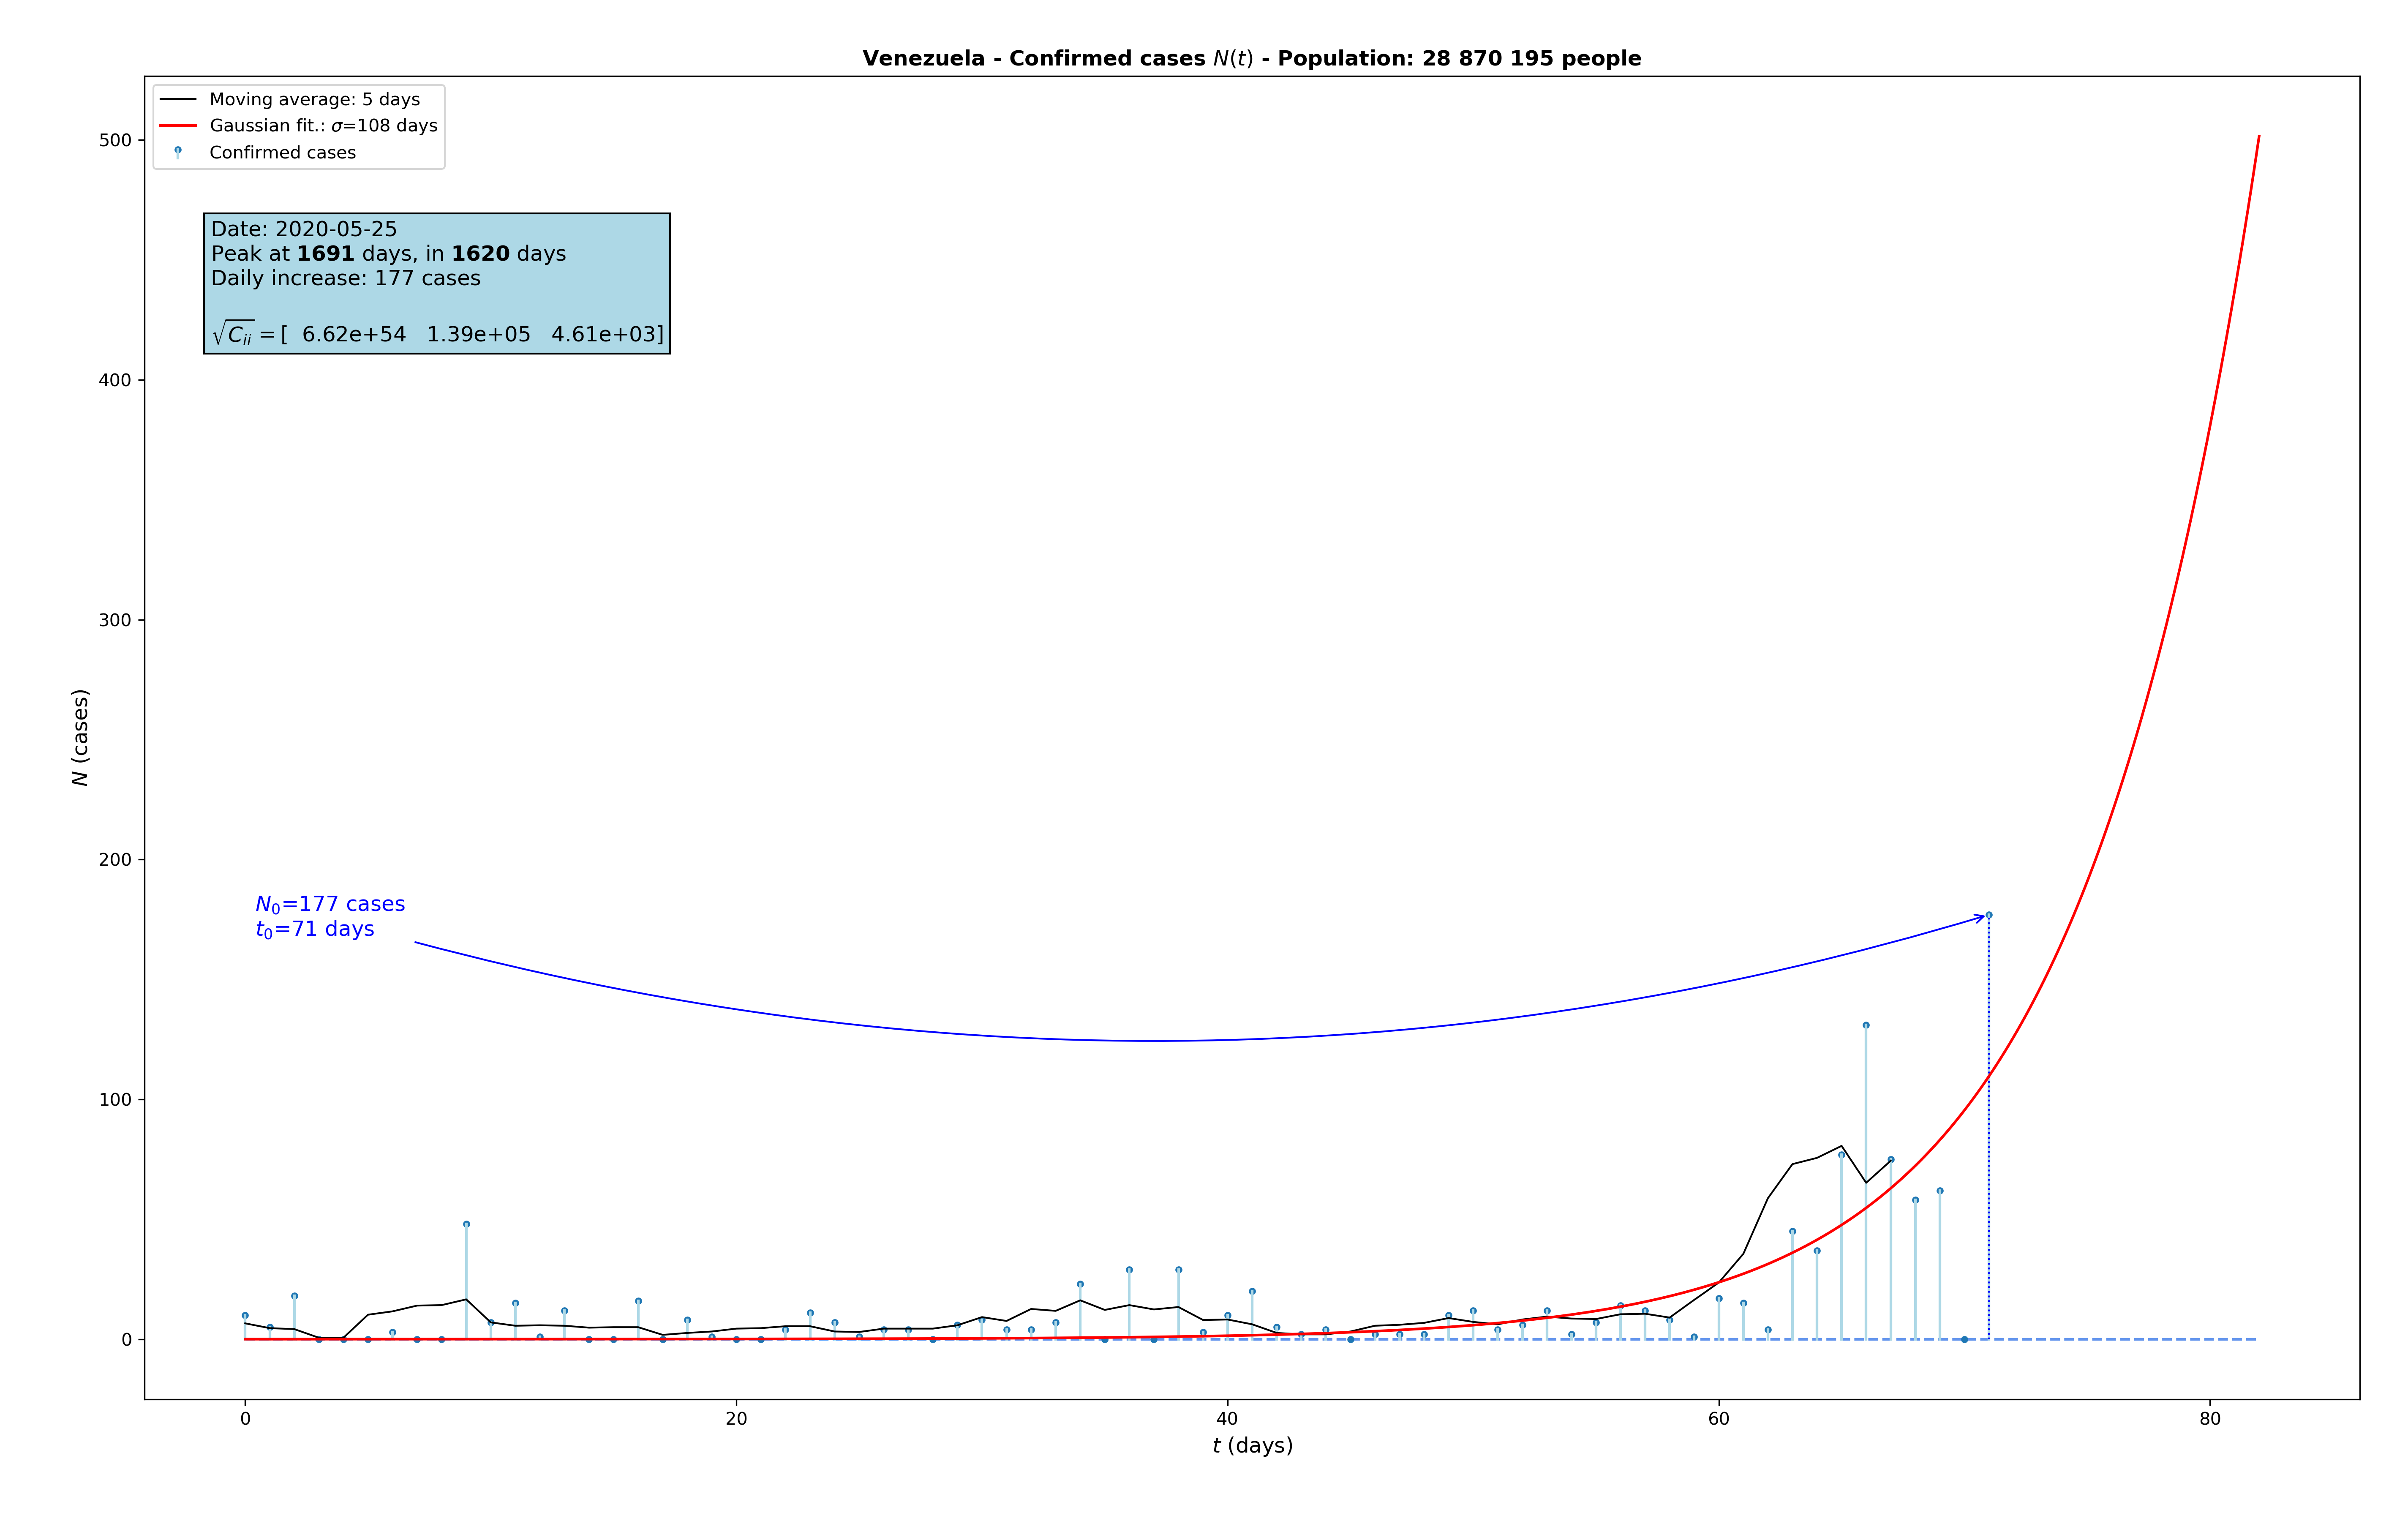 Venezuela - Confirmed cases N(t) - Population: 28 870 195 people
Moving average: 5 days
Gaussian fit.: σ=108 days
Confirmed cases
Date: 2020-05-25
Peak at 1691 days, in 1620 days
Daily increase: 177 cases
√Cᵢᵢ = [ 6.62e+54 1.39e+05 4.61e+03]
N₀=177 cases
t₀=71 days
N (cases)
500
400
300
200
100
0
0 20 40 60 80
t (days)